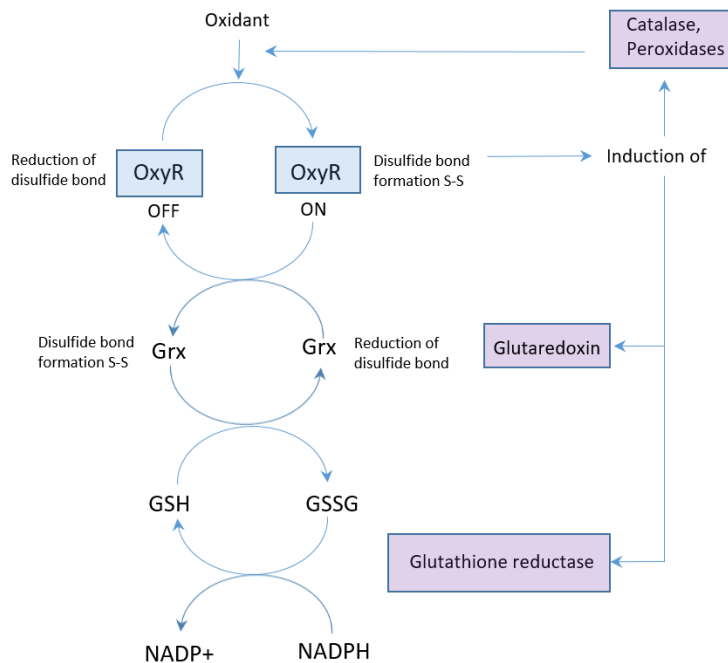 Oxidant
Catalase,
Peroxidases
Reduction of
disulfide bond
OxyR
OxyR
Disulfide bond
formation S-S
Induction of
OFF
ON
Disulfide bond
formation S-S
Grx
Grx
Reduction of
disulfide bond
Glutaredoxin
GSH
GSSG
Glutathione reductase
NADP+
NADPH